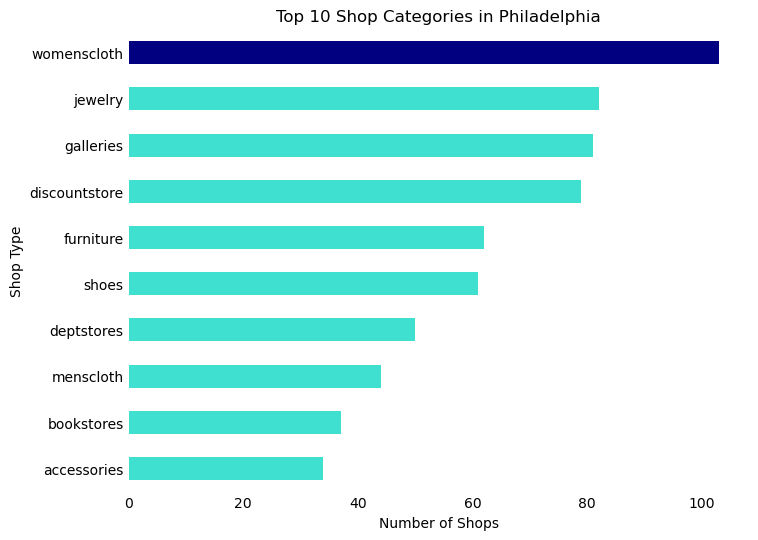 Top 10 Shop Categories in Philadelphia
womenscloth
jewelry
galleries
discountstore
furniture
shoes
deptstores
menscloth
bookstores
accessories
Shop Type
0 20 40 60 80 100
Number of Shops